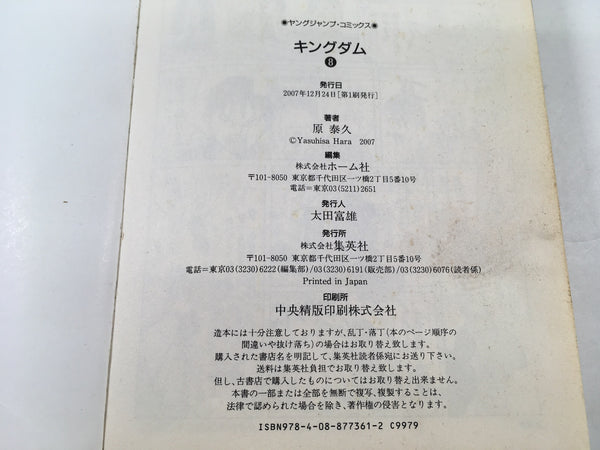 ●ヤングジャンプ・コミックス●
キングダム
❽
発行日
2007年12月24日[第1刷発行]
著者
原 泰久
©Yasuhisa Hara 2007
編集
株式会社ホーム社
〒101-8050 東京都千代田区一ツ橋2丁目5番10号
電話=東京03(5211)2651
発行人
太田富雄
発行所
株式会社集英社
〒101-8050 東京都千代田区一ツ橋2丁目5番10号
電話=東京03(3230)6222(編集部)/03(3230)6191(販売部)/03(3230)6076(読者係)
Printed in Japan
印刷所
中央精版印刷株式会社
造本には十分注意しておりますが、乱丁・落丁(本のページ順序の
間違いや抜け落ち)の場合はお取り替え致します。
購入された書店名を明記して、集英社読者係宛にお送り下さい。
送料は集英社負担でお取り替え致します。
但し、古書店で購入したものについてはお取り替え出来ません。
本書の一部または全部を無断で複写、複製することは、
法律で認められた場合を除き、著作権の侵害となります。
ISBN978-4-08-877361-2 C9979